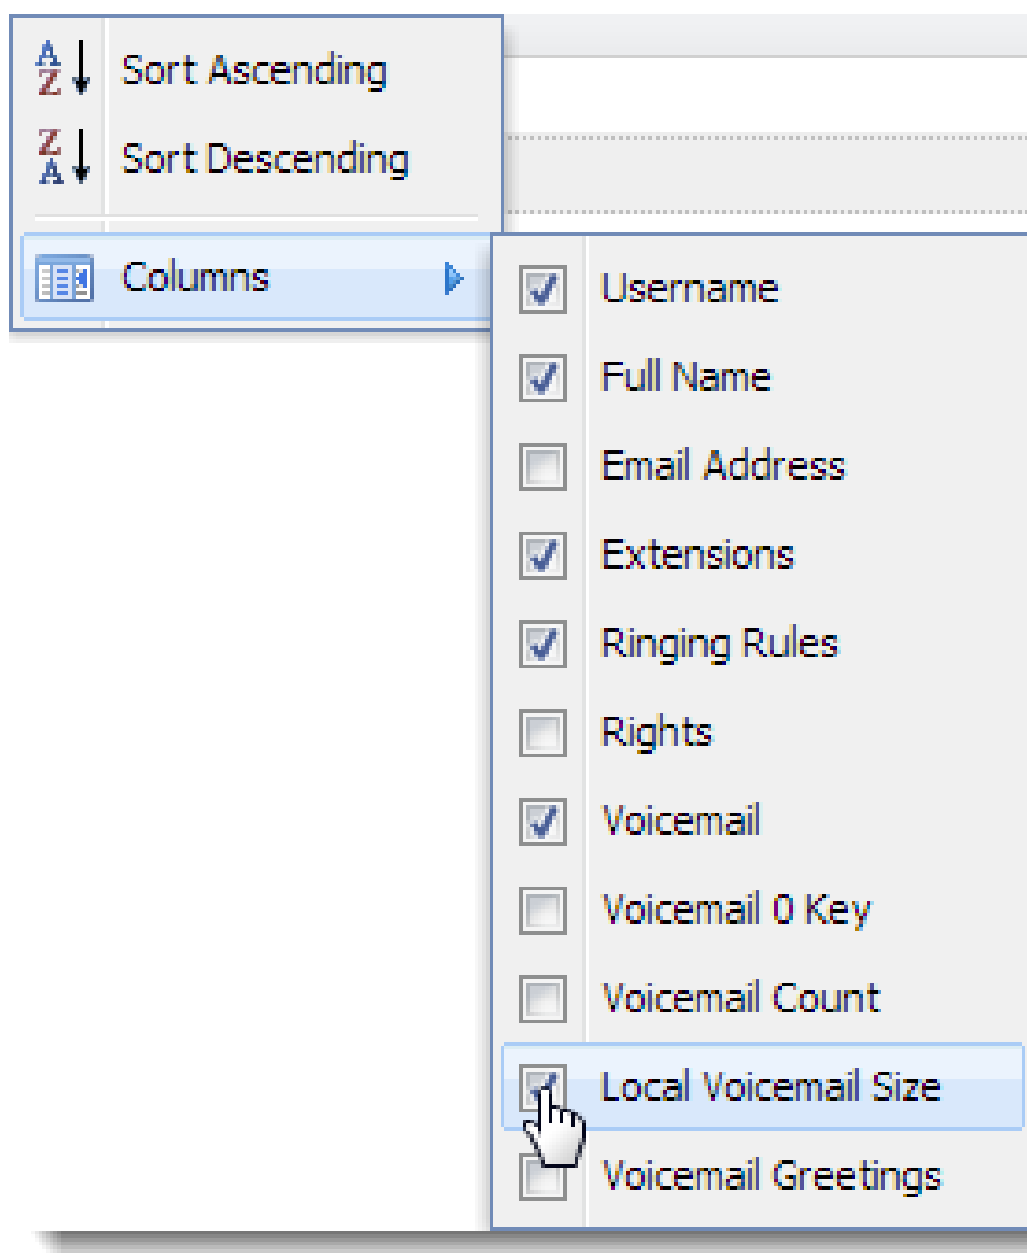 Sort Ascending
Sort Descending
Columns
Username
Full Name
Email Address
Extensions
Ringing Rules
Rights
Voicemail
Voicemail 0 Key
Voicemail Count
Local Voicemail Size
Voicemail Greetings